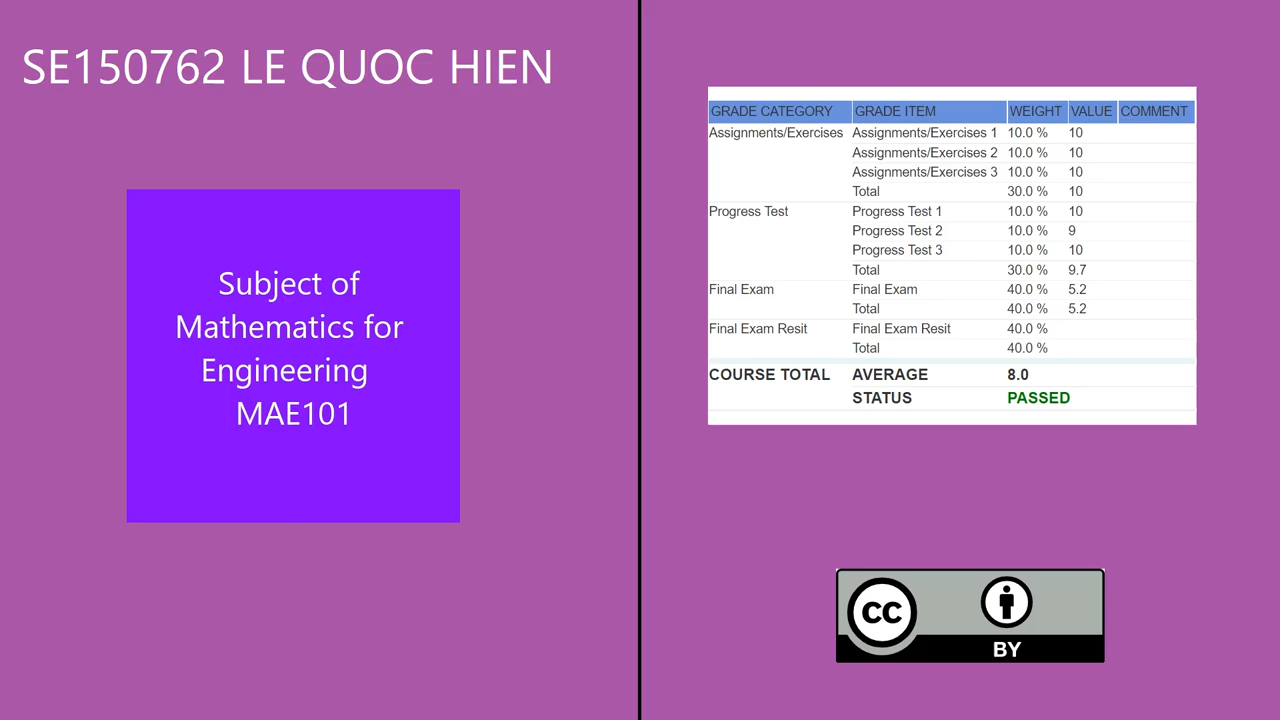 SE150762 LE QUOC HIEN
Subject of
Mathematics for
Engineering
MAE101
GRADE CATEGORY GRADE ITEM WEIGHT VALUE COMMENT
Assignments/Exercises Assignments/Exercises 1 10.0 % 10
Assignments/Exercises 2 10.0 % 10
Assignments/Exercises 3 10.0 % 10
Total 30.0 % 10
Progress Test Progress Test 1 10.0 % 10
Progress Test 2 10.0 % 9
Progress Test 3 10.0 % 10
Total 30.0 % 9.7
Final Exam Final Exam 40.0 % 5.2
Total 40.0 % 5.2
Final Exam Resit Final Exam Resit 40.0 %
Total 40.0 %
COURSE TOTAL AVERAGE 8.0
STATUS PASSED
CC
BY